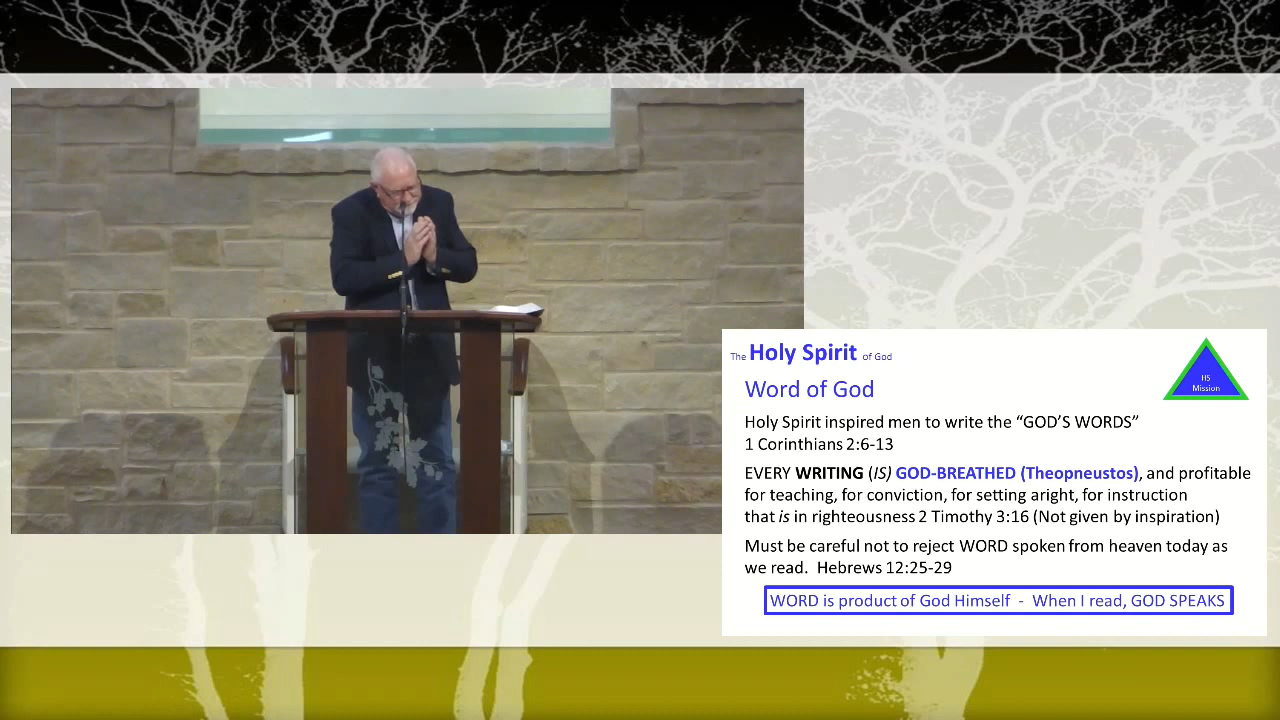 The Holy Spirit of God
HS
Mission
Word of God
Holy Spirit inspired men to write the “GOD’S WORDS”
1 Corinthians 2:6-13
EVERY WRITING (IS) GOD-BREATHED (Theopneustos), and profitable
for teaching, for conviction, for setting aright, for instruction
that is in righteousness 2 Timothy 3:16 (Not given by inspiration)
Must be careful not to reject WORD spoken from heaven today as
we read. Hebrews 12:25-29
WORD is product of God Himself - When I read, GOD SPEAKS